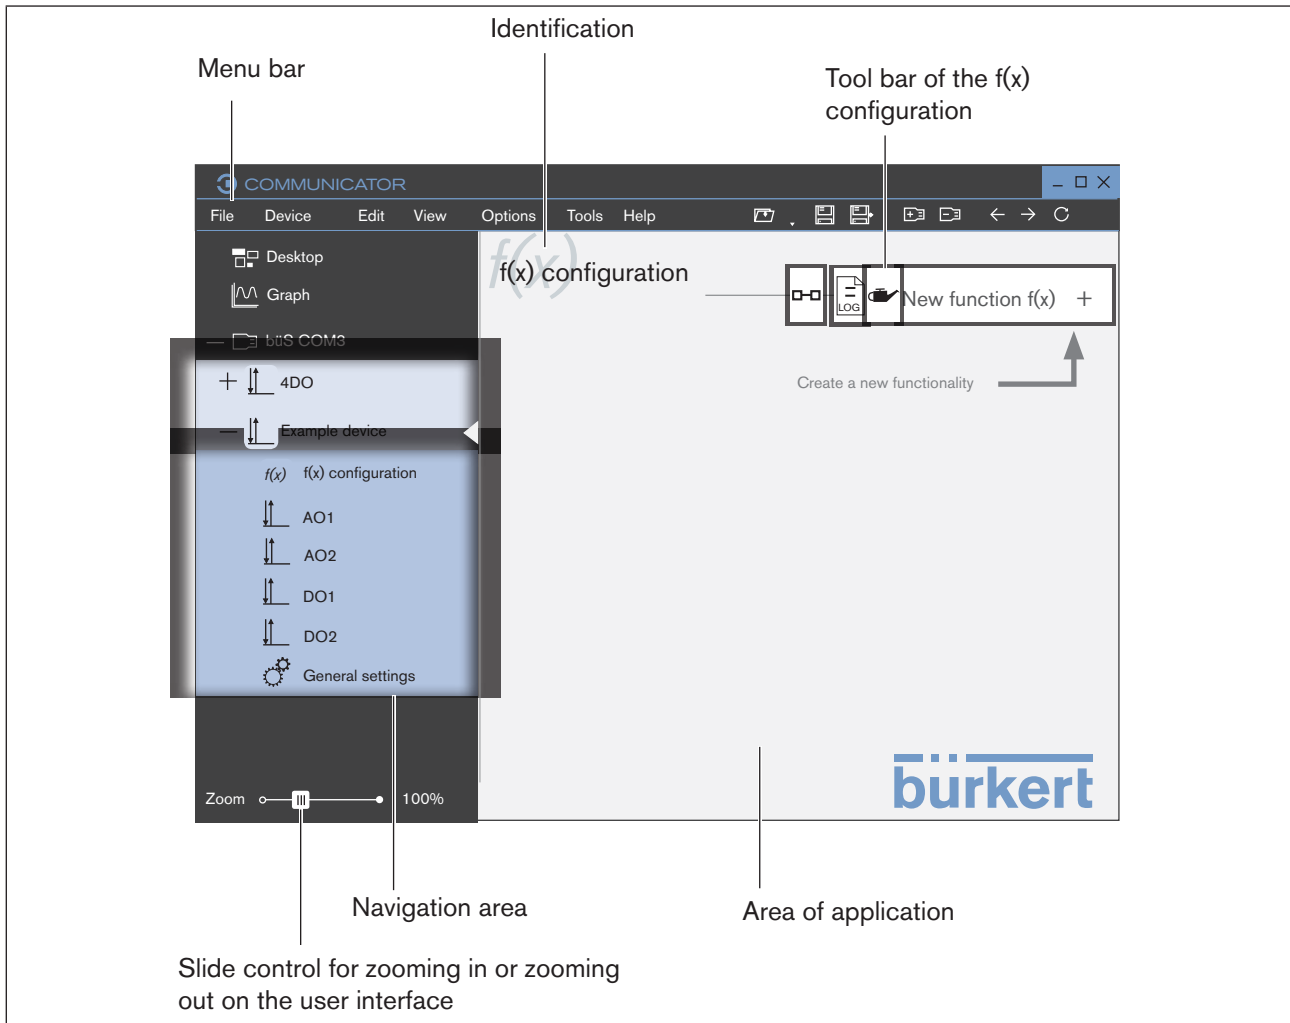 Identification
Menu bar
Tool bar of the f(x)
configuration
COMMUNICATOR
File Device Edit View Options Tools Help
Desktop
f(x)
f(x) configuration
Graph
LOG
New function f(x) +
büS COM3
4DO
Create a new functionality
Example device
f(x) f(x) configuration
AO1
AO2
DO1
DO2
General settings
bürkert
Zoom 100%
Navigation area
Area of application
Slide control for zooming in or zooming
out on the user interface